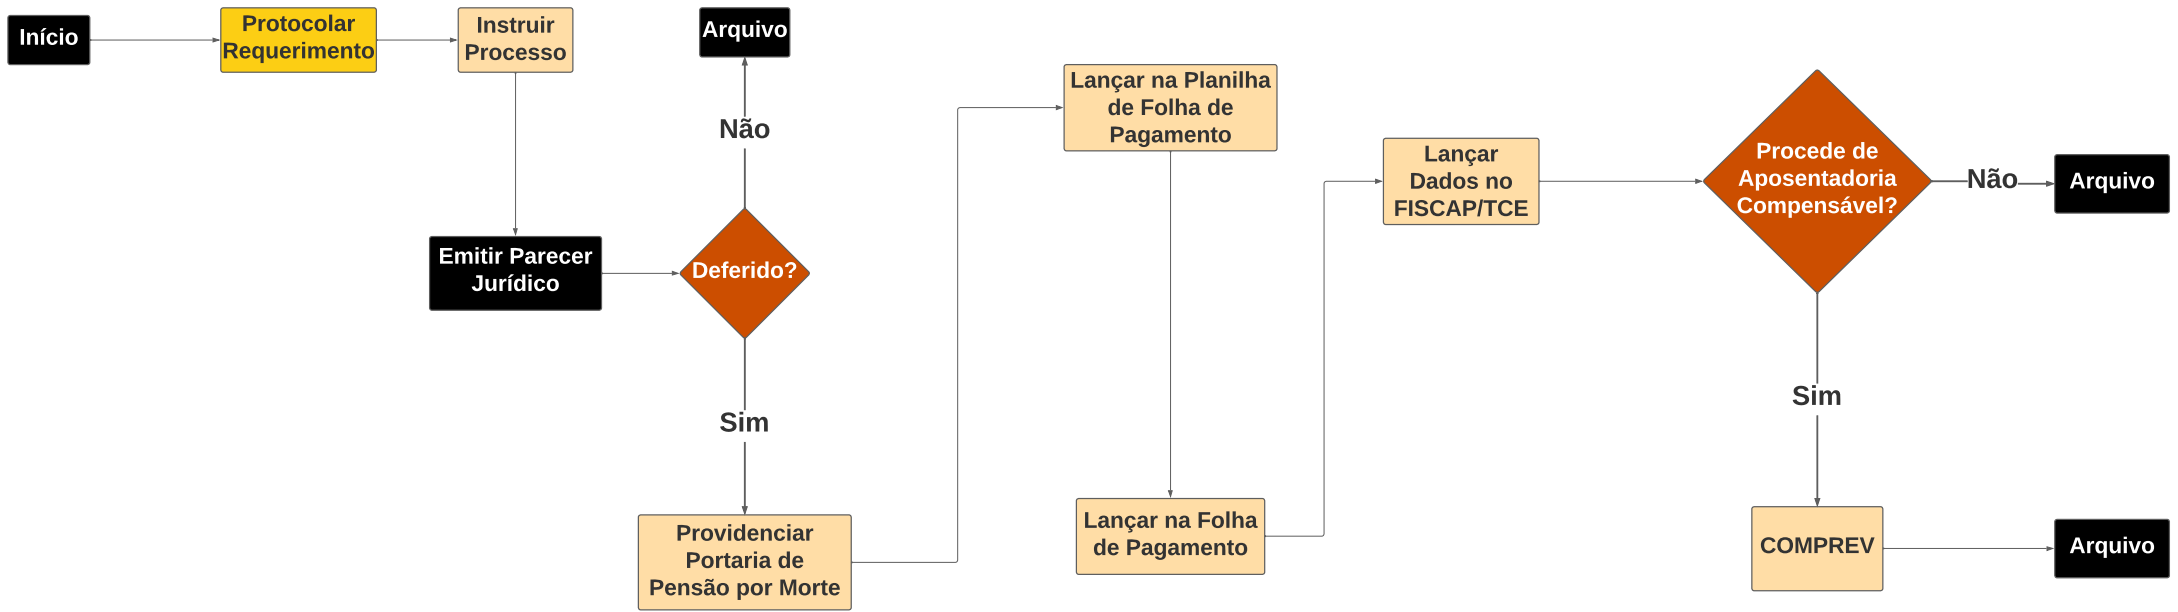 Início
Protocolar
Requerimento
Instruir
Processo
Emitir Parecer
Jurídico
Deferido?
Não
Arquivo
Sim
Providenciar
Portaria de
Pensão por Morte
Lançar na Planilha
de Folha de
Pagamento
Lançar na Folha
de Pagamento
Lançar
Dados no
FISCAP/TCE
Procede de
Aposentadoria
Compensável?
Não
Arquivo
Sim
COMPREV
Arquivo